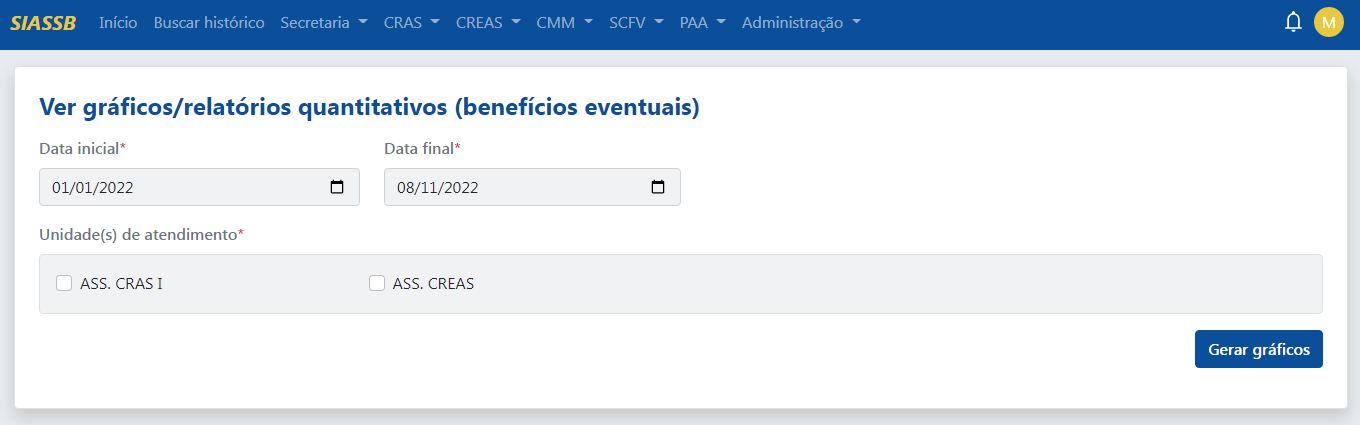 SIASSB Início Buscar histórico Secretaria CRAS CREAS CMM SCFV PAA Administração M
Ver gráficos/relatórios quantitativos (benefícios eventuais)
Data inicial* Data final*
01/01/2022 08/11/2022
Unidade(s) de atendimento*
ASS. CRAS I ASS. CREAS
Gerar gráficos